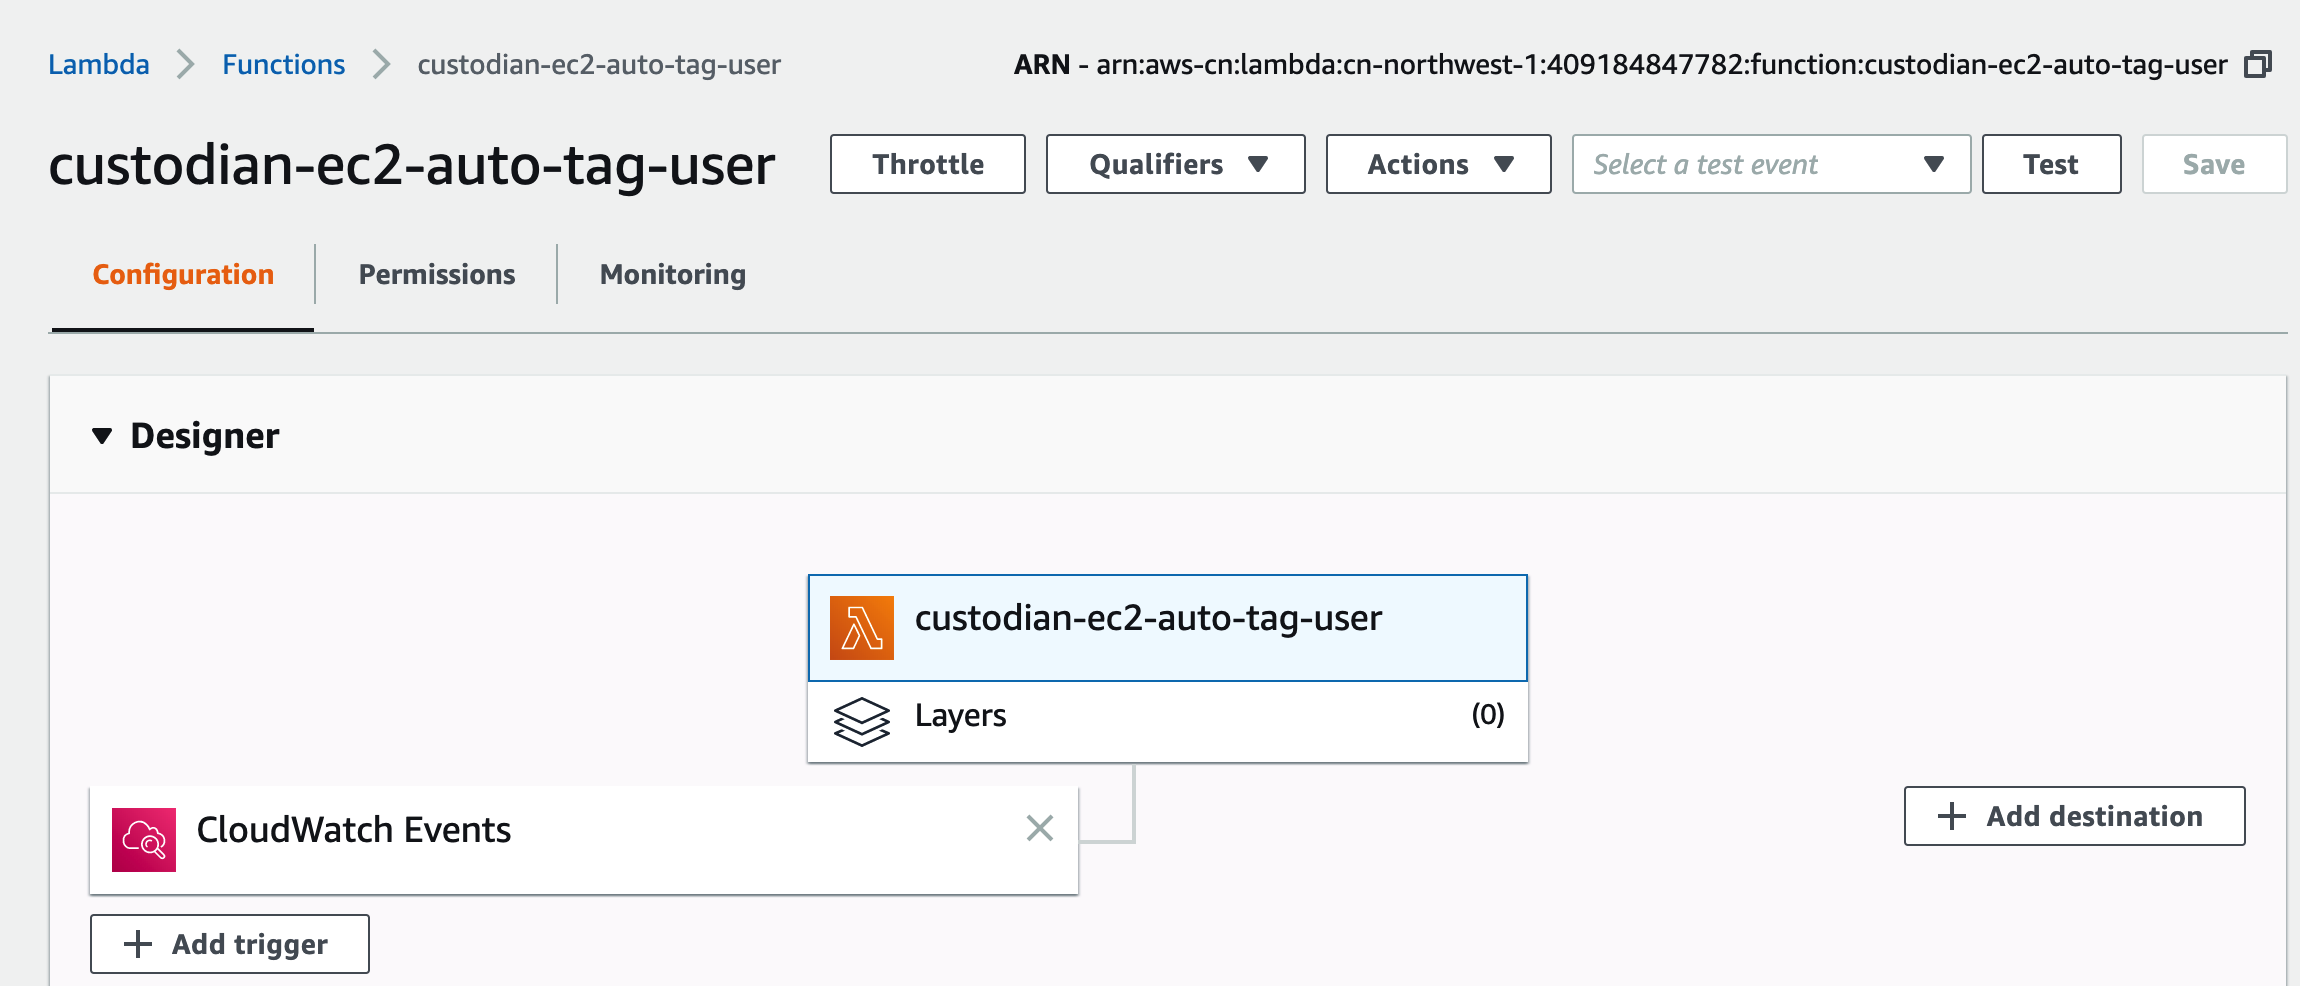 Lambda Functions custodian-ec2-auto-tag-user ARN - arn:aws-cn:lambda:cn-northwest-1:409184847782:function:custodian-ec2-auto-tag-user
custodian-ec2-auto-tag-user Throttle Qualifiers Actions Select a test event Test Save
Configuration Permissions Monitoring
Designer
custodian-ec2-auto-tag-user
Layers (0)
CloudWatch Events
Add destination
Add trigger